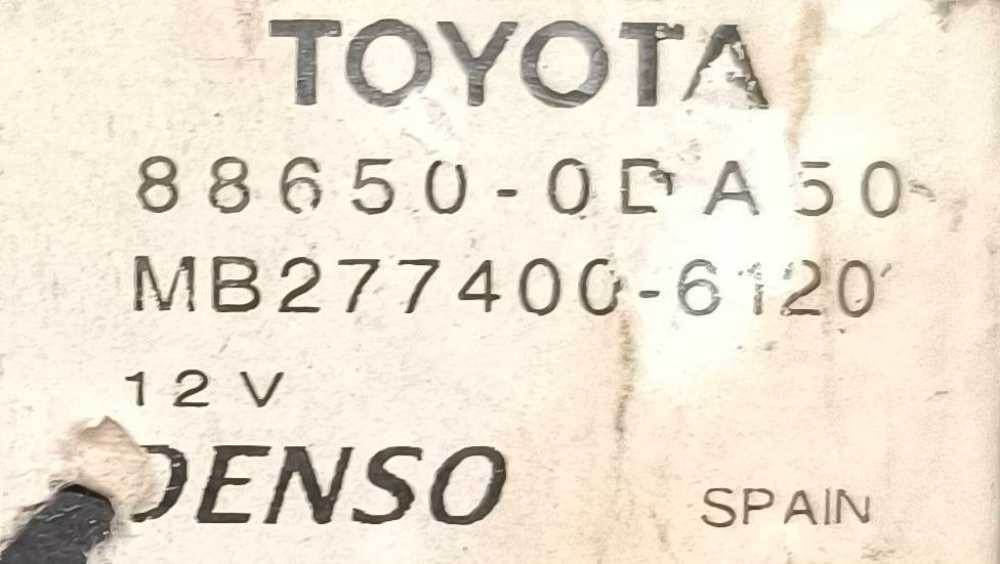 TOYOTA
88650-0DA50
MB277400-6120
12V
DENSO
SPAIN